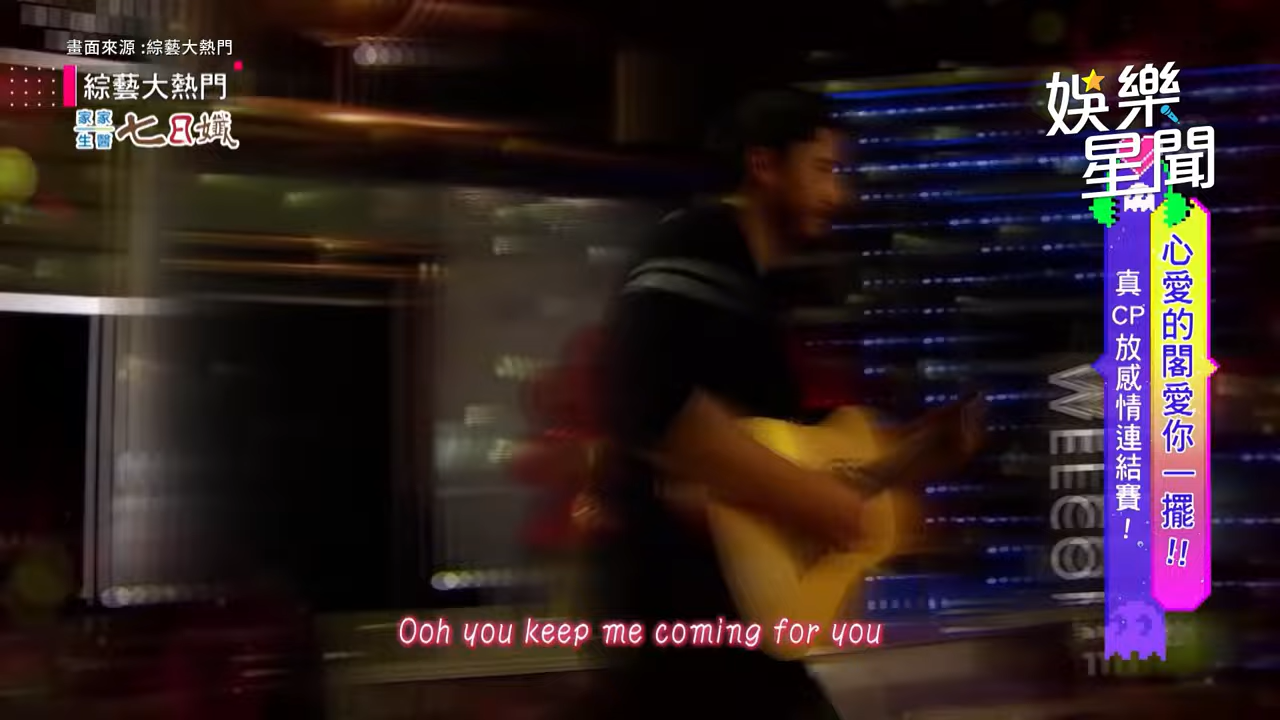 畫面來源 :綜藝大熱門
綜藝大熱門
家家
生醫
七日孅
娛樂
星聞
心愛的閣愛你一擺!!
真CP放感情連結賽!
WELCO
Ooh you keep me coming for you